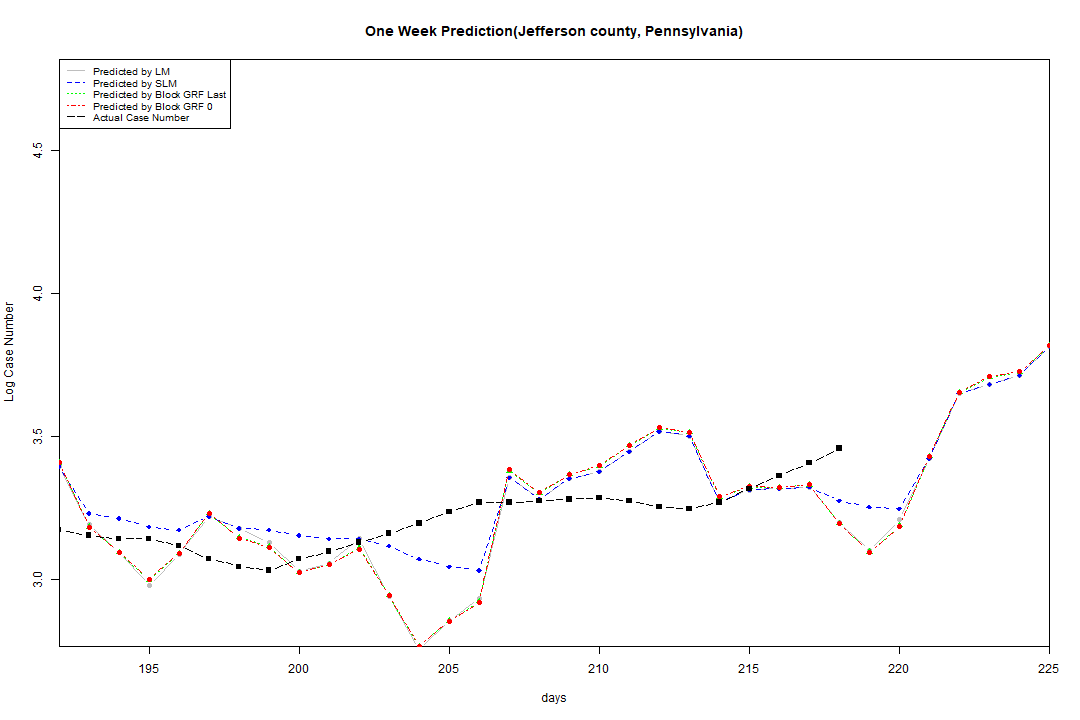 One Week Prediction(Jefferson county, Pennsylvania)
Predicted by LM
Predicted by SLM
Predicted by Block GRF Last
Predicted by Block GRF 0
Actual Case Number
4.5
4.0
3.5
3.0
Log Case Number
195 200 205 210 215 220 225
days